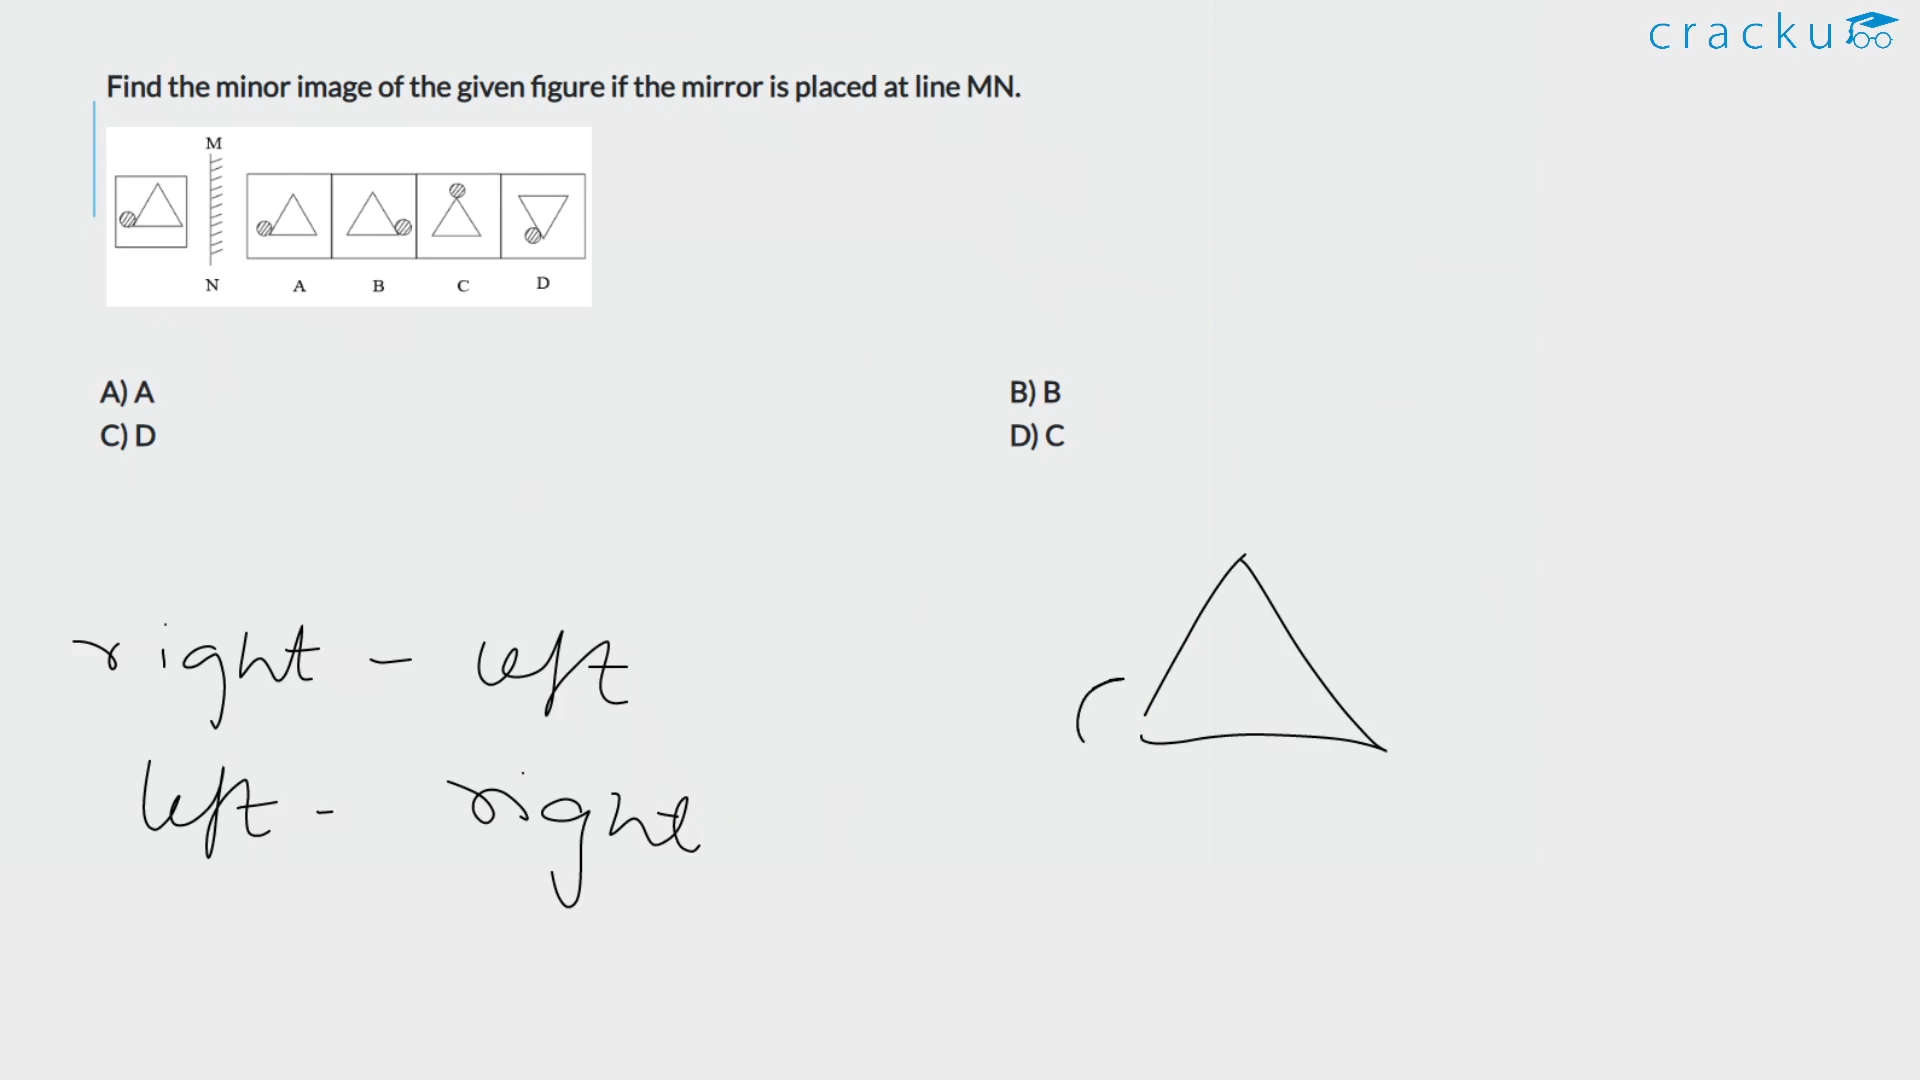 cracku
Find the minor image of the given figure if the mirror is placed at line MN.
M
N A B C D
A) A B) B
C) D D) C
right - left
left - right